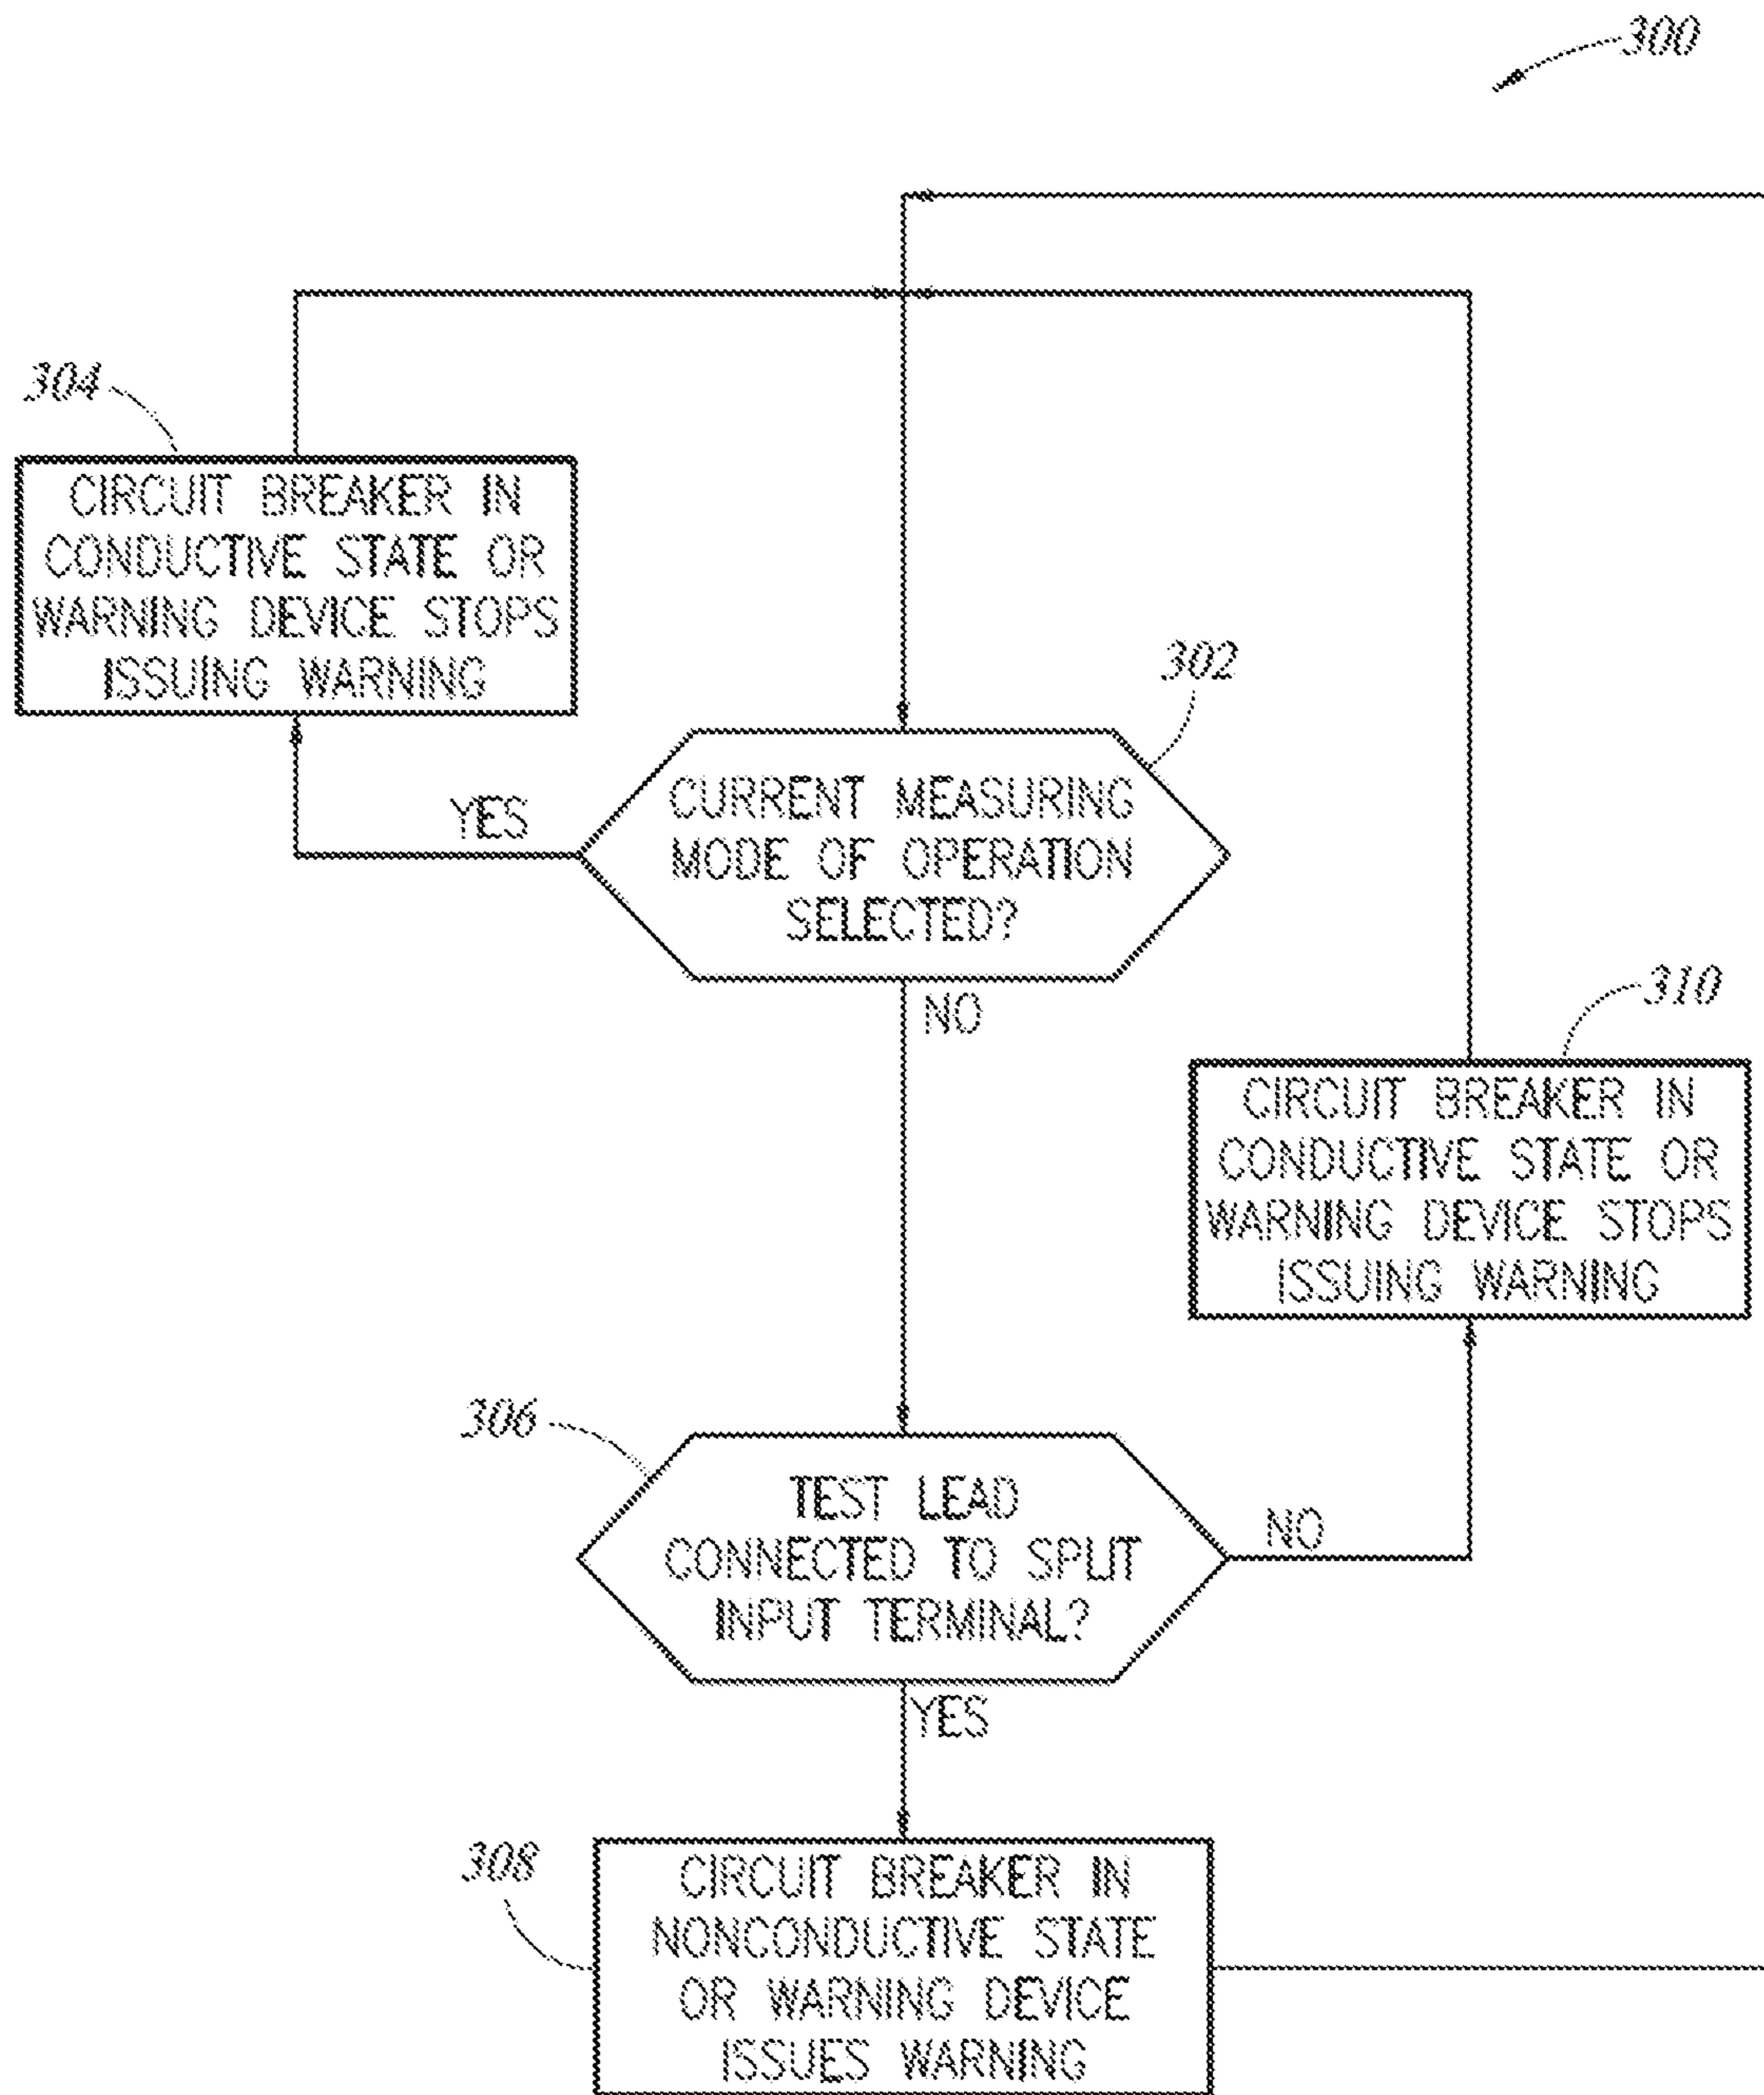 300
304
CIRCUIT BREAKER IN
CONDUCTIVE STATE OR
WARNING DEVICE STOPS
ISSUING WARNING
302
YES
CURRENT MEASURING
MODE OF OPERATION
SELECTED?
NO
310
CIRCUIT BREAKER IN
CONDUCTIVE STATE OR
WARNING DEVICE STOPS
ISSUING WARNING
306
TEST LEAD
CONNECTED TO SPLIT
INPUT TERMINAL?
NO
YES
308
CIRCUIT BREAKER IN
NONCONDUCTIVE STATE
OR WARNING DEVICE
ISSUES WARNING